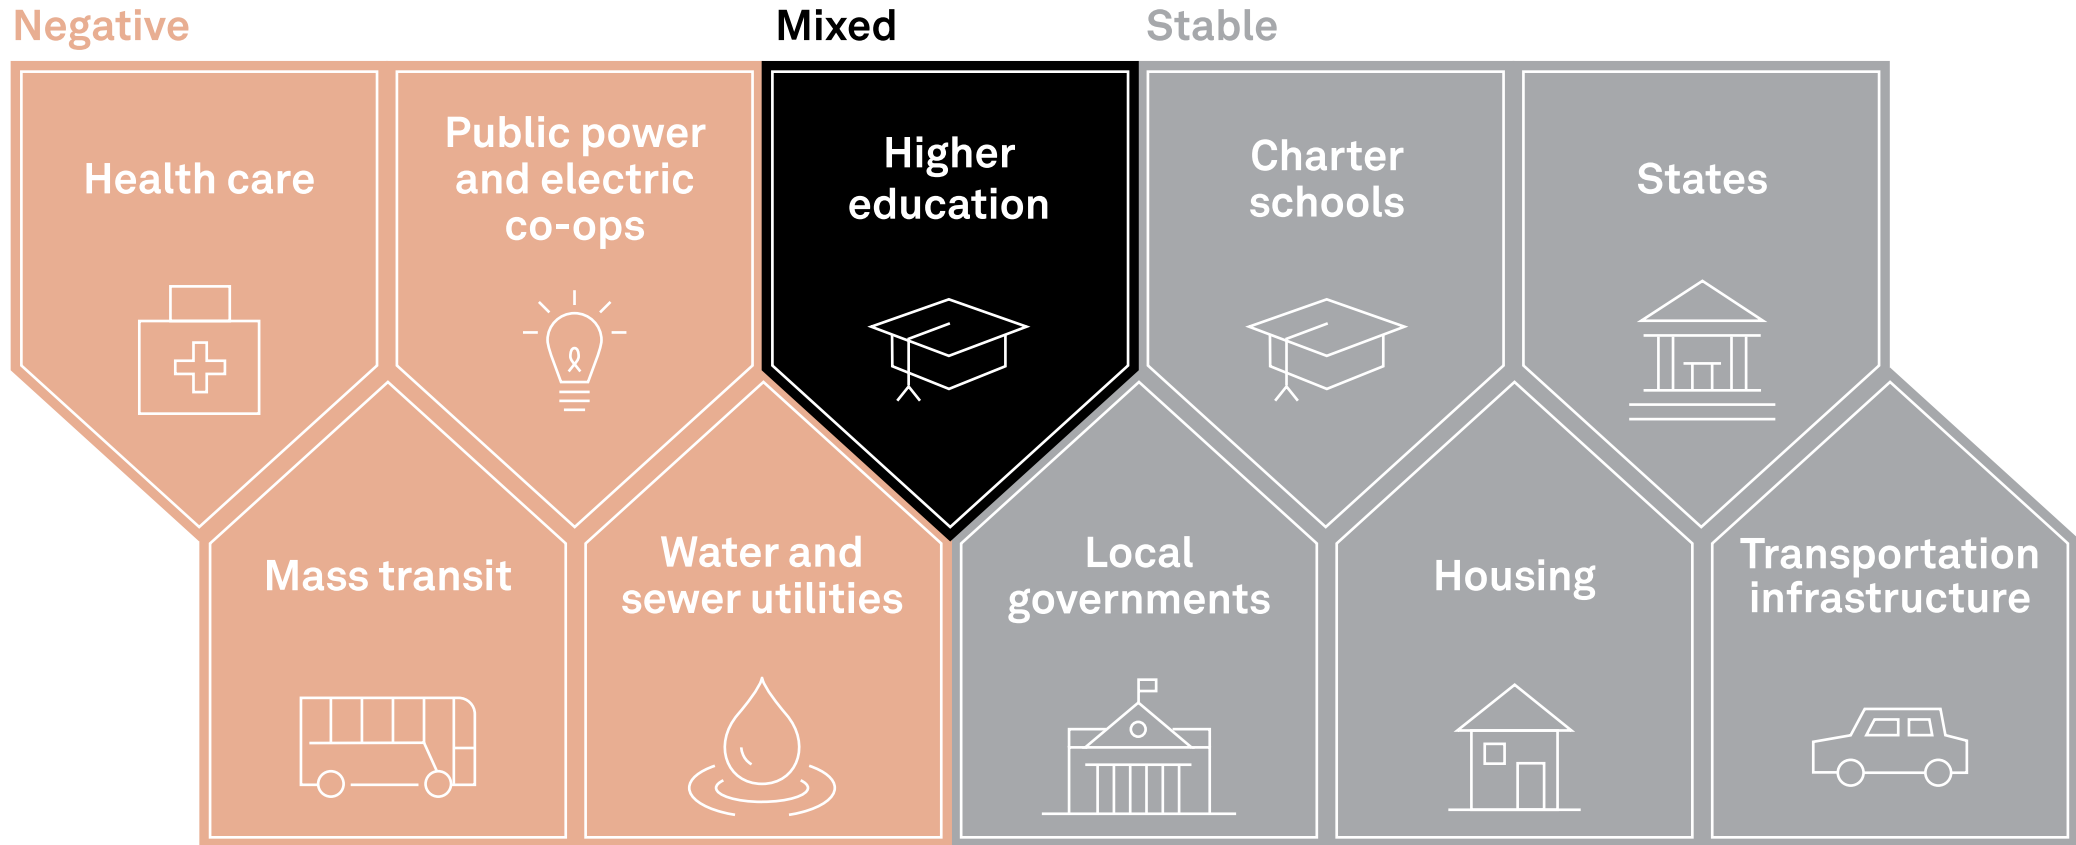 Negative
Mixed
Stable
Health care
Public power
and electric
co-ops
Higher
education
Charter
schools
States
Mass transit
Water and
sewer utilities
Local
governments
Housing
Transportation
infrastructure